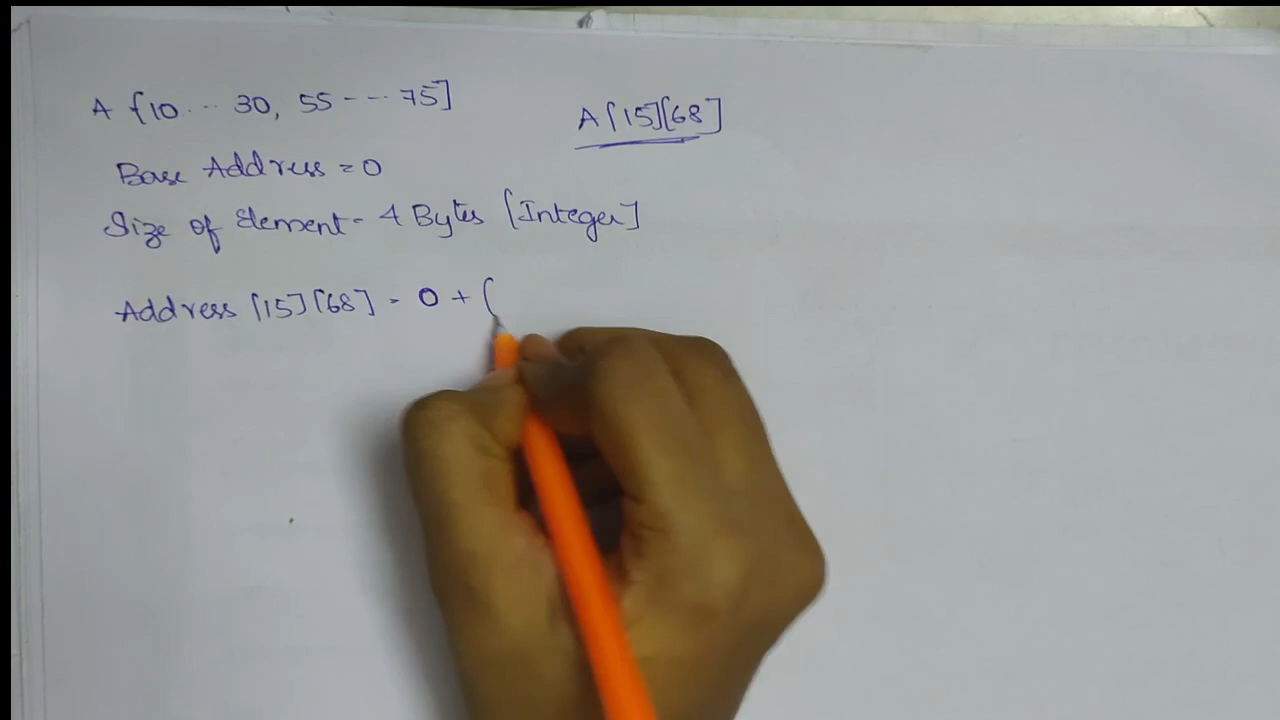 A [10 ... 30, 55 --- 75]
A[15][68]
Base Address = 0
Size of Element = 4 Bytes [Integer]
Address [15][68] = 0 + (